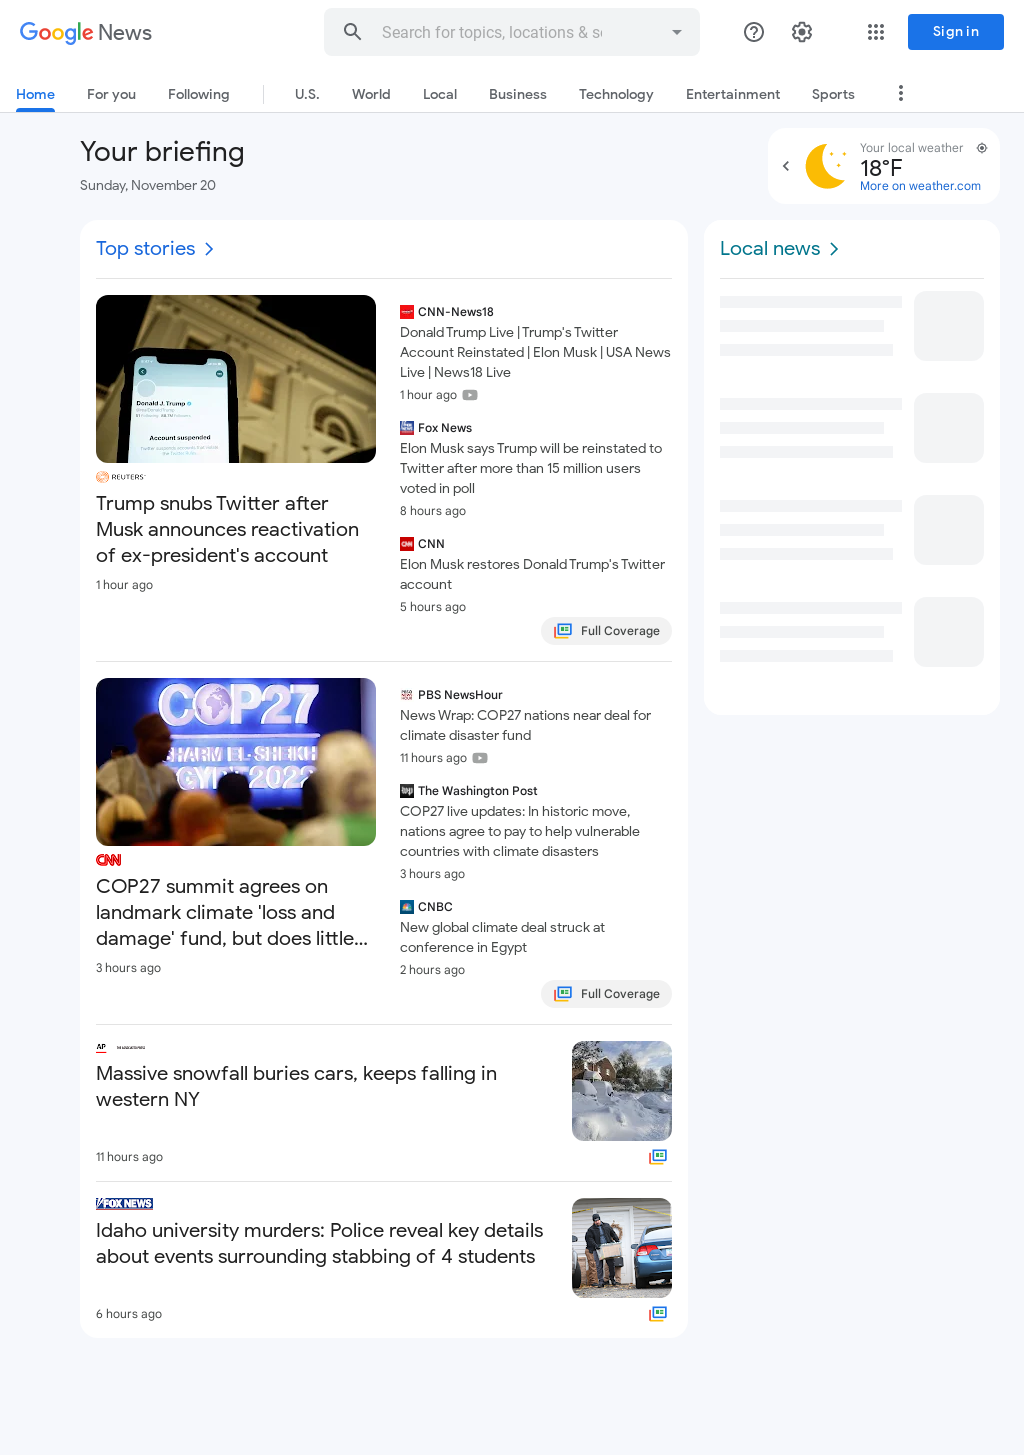 Google News
Search for topics, locations & so
Sign in
Home For you Following U.S. World Local Business Technology Entertainment Sports
Your briefing
Sunday, November 20
Your local weather
18°F
More on weather.com
Top stories
Donald J. Trump
Account suspended
REUTERS
Trump snubs Twitter after
Musk announces reactivation
of ex-president's account
1 hour ago
CNN-News18
Donald Trump Live | Trump's Twitter
Account Reinstated | Elon Musk | USA News
Live | News18 Live
1 hour ago
Fox News
Elon Musk says Trump will be reinstated to
Twitter after more than 15 million users
voted in poll
8 hours ago
CNN
Elon Musk restores Donald Trump's Twitter
account
5 hours ago
Full Coverage
COP27
SHARM EL-SHEIKH
EGYPT 2022
CNN
COP27 summit agrees on
landmark climate 'loss and
damage' fund, but does little...
3 hours ago
PBS NewsHour
News Wrap: COP27 nations near deal for
climate disaster fund
11 hours ago
The Washington Post
COP27 live updates: In historic move,
nations agree to pay to help vulnerable
countries with climate disasters
3 hours ago
CNBC
New global climate deal struck at
conference in Egypt
2 hours ago
Full Coverage
AP
THE ASSOCIATED PRESS
Massive snowfall buries cars, keeps falling in
western NY
11 hours ago
FOX NEWS
Idaho university murders: Police reveal key details
about events surrounding stabbing of 4 students
6 hours ago
Local news